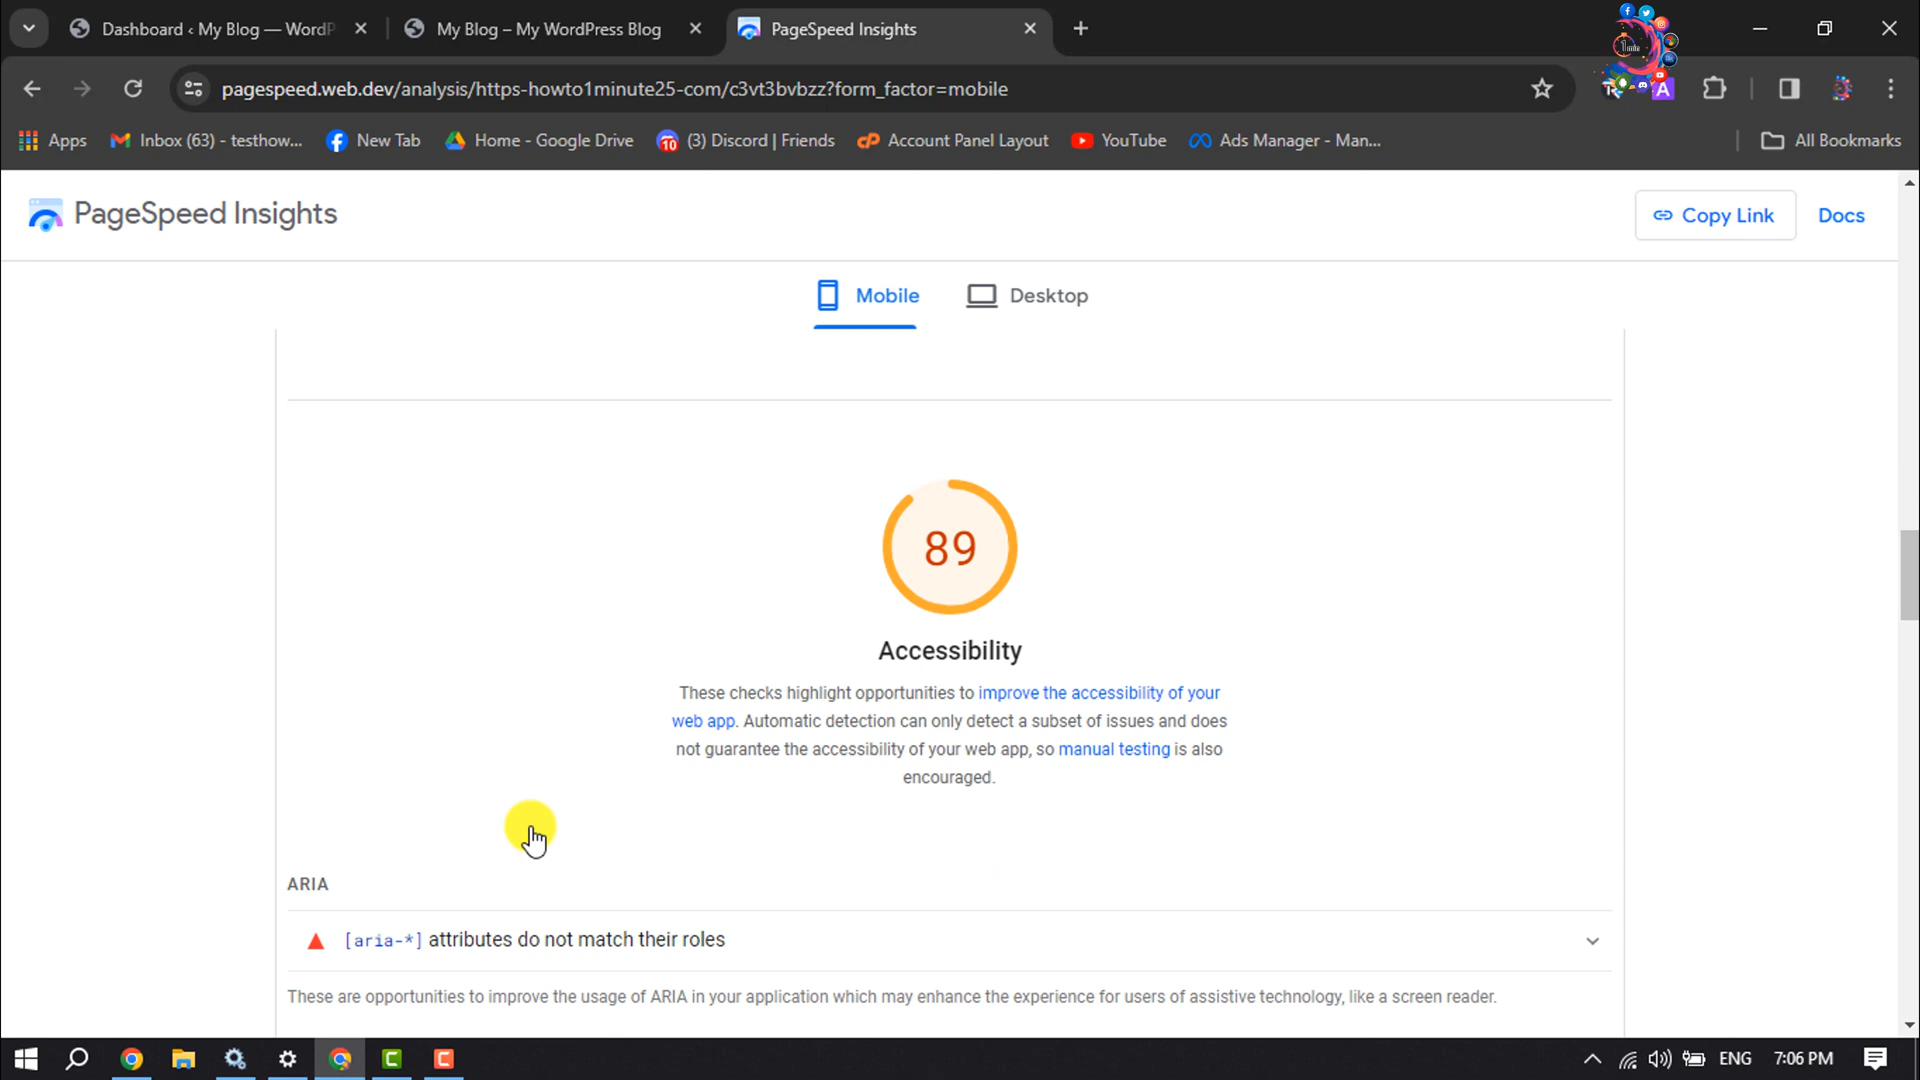 Dashboard ‹ My Blog — WordP
My Blog – My WordPress Blog
PageSpeed Insights
pagespeed.web.dev/analysis/https-howto1minute25-com/c3vt3bvbzz?form_factor=mobile
Apps
Inbox (63) - testhow...
New Tab
Home - Google Drive
10
(3) Discord | Friends
Account Panel Layout
YouTube
Ads Manager - Man...
All Bookmarks
PageSpeed Insights
Copy Link
Docs
Mobile
Desktop
89
Accessibility
These checks highlight opportunities to improve the accessibility of your
web app. Automatic detection can only detect a subset of issues and does
not guarantee the accessibility of your web app, so manual testing is also
encouraged.
ARIA
[aria-*] attributes do not match their roles
These are opportunities to improve the usage of ARIA in your application which may enhance the experience for users of assistive technology, like a screen reader.
ENG
7:06 PM